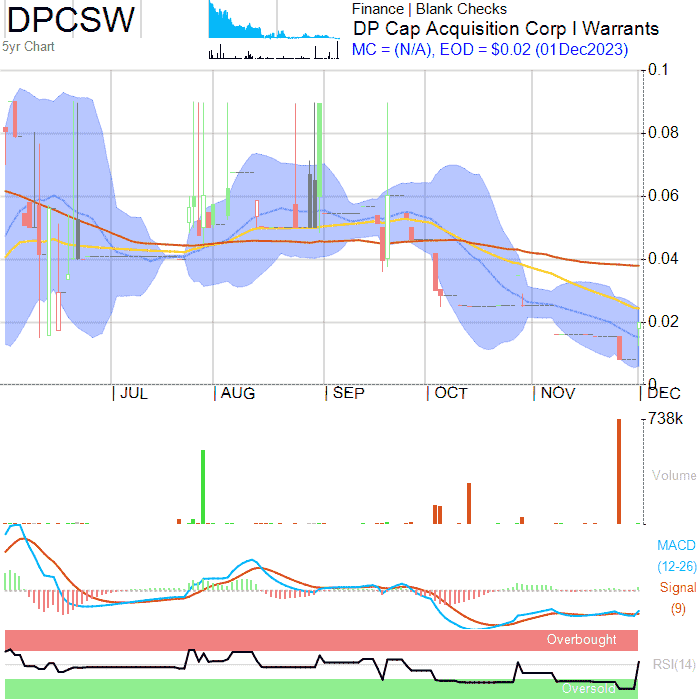 DPCSW
5yr Chart
Finance | Blank Checks
DP Cap Acquisition Corp I Warrants
MC = (N/A), EOD = $0.02 (01Dec2023)
0.1
0.08
0.06
0.04
0.02
0
JUL
AUG
SEP
OCT
NOV
DEC
738k
Volume
MACD
(12-26)
Signal
(9)
Overbought
RSI(14)
Oversold